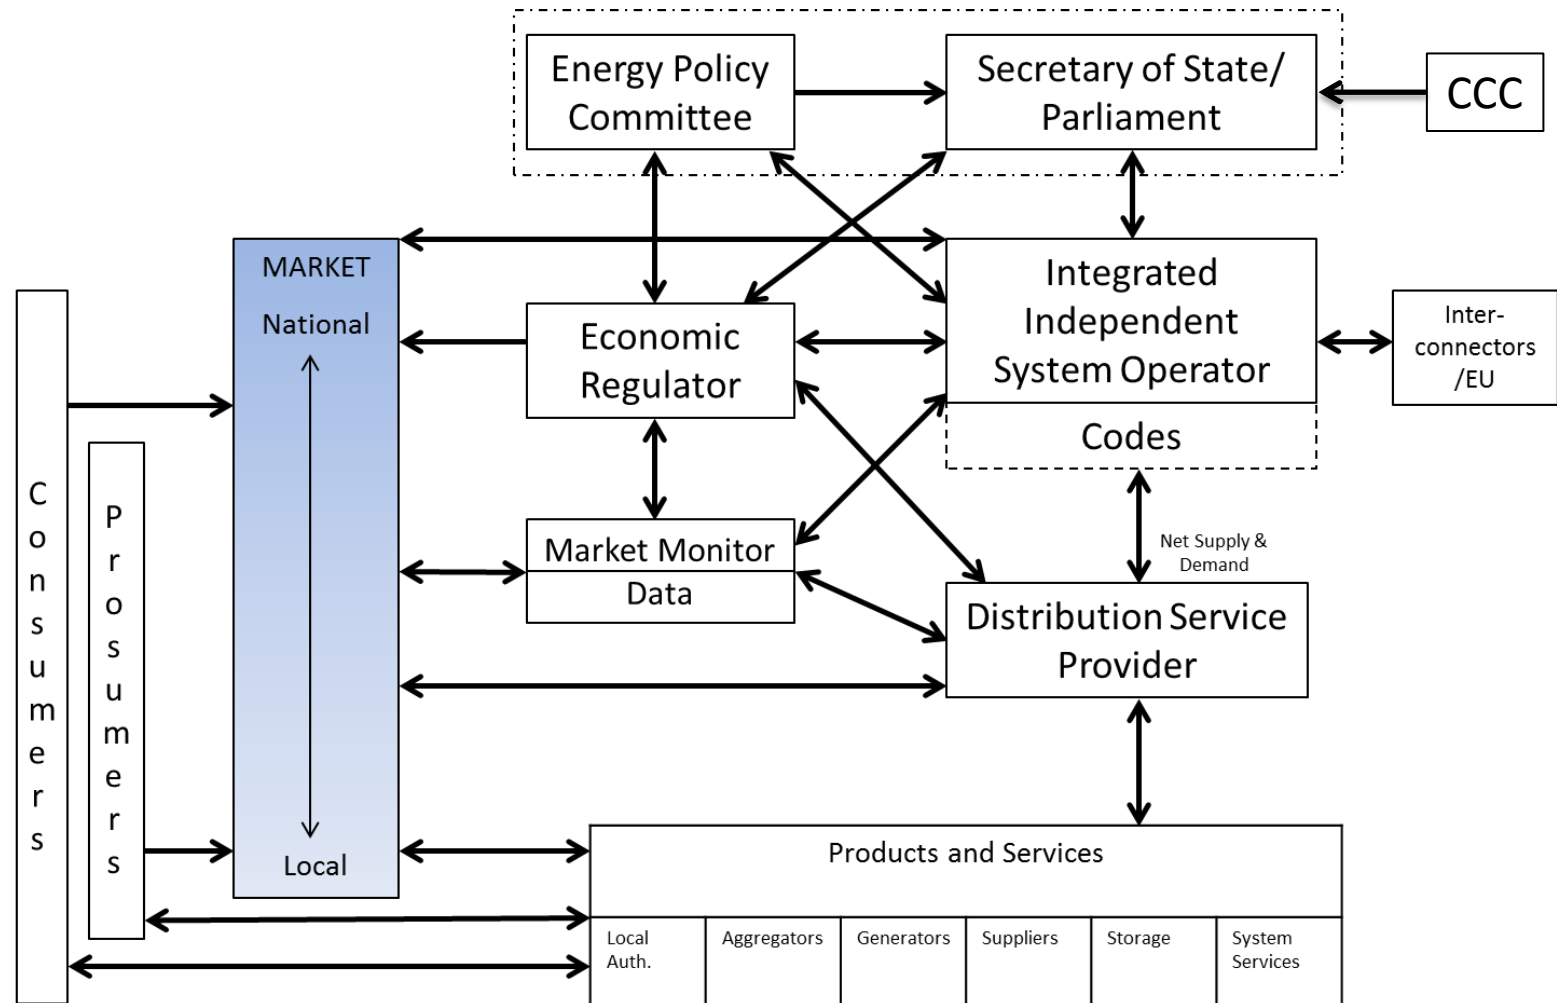 Energy Policy
Committee
Secretary of State/
Parliament
CCC
MARKET
National
Local
Economic
Regulator
Integrated
Independent
System Operator
Codes
Inter-
connectors
/EU
Consumers
Prosumers
Market Monitor
Data
Net Supply &
Demand
Distribution Service
Provider
Products and Services
Local
Auth.
Aggregators
Generators
Suppliers
Storage
System
Services